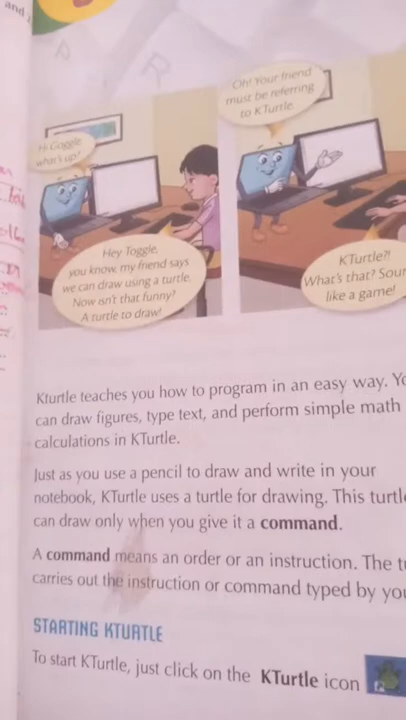 and
Hi Goggle
what's up?
Hey Toggle,
you know, my friend says
we can draw using a turtle.
Now isn't that funny?
A turtle to draw!
Oh! Your friend
must be referring
to KTurtle.
KTurtle?!
What's that? Sour
like a game!
Kturtle teaches you how to program in an easy way. Yo
can draw figures, type text, and perform simple math
calculations in KTurtle.
Just as you use a pencil to draw and write in your
notebook, KTurtle uses a turtle for drawing. This turtle
can draw only when you give it a command.
A command means an order or an instruction. The tu
carries out the instruction or command typed by you
STARTING KTURTLE
To start KTurtle, just click on the KTurtle icon